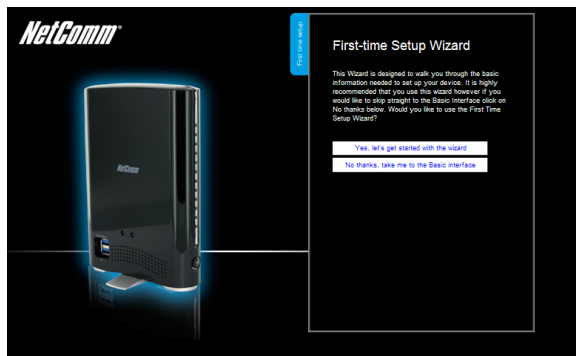 NetComm®
First time setup
First-time Setup Wizard
This Wizard is designed to walk you through the basic
information needed to set up your device. It is highly
recommended that you use this wizard however if you
would like to skip straight to the Basic Interface click on
No thanks below. Would you like to use the First Time
Setup Wizard?
Yes, let's get started with the wizard
No thanks, take me to the Basic interface
NetComm